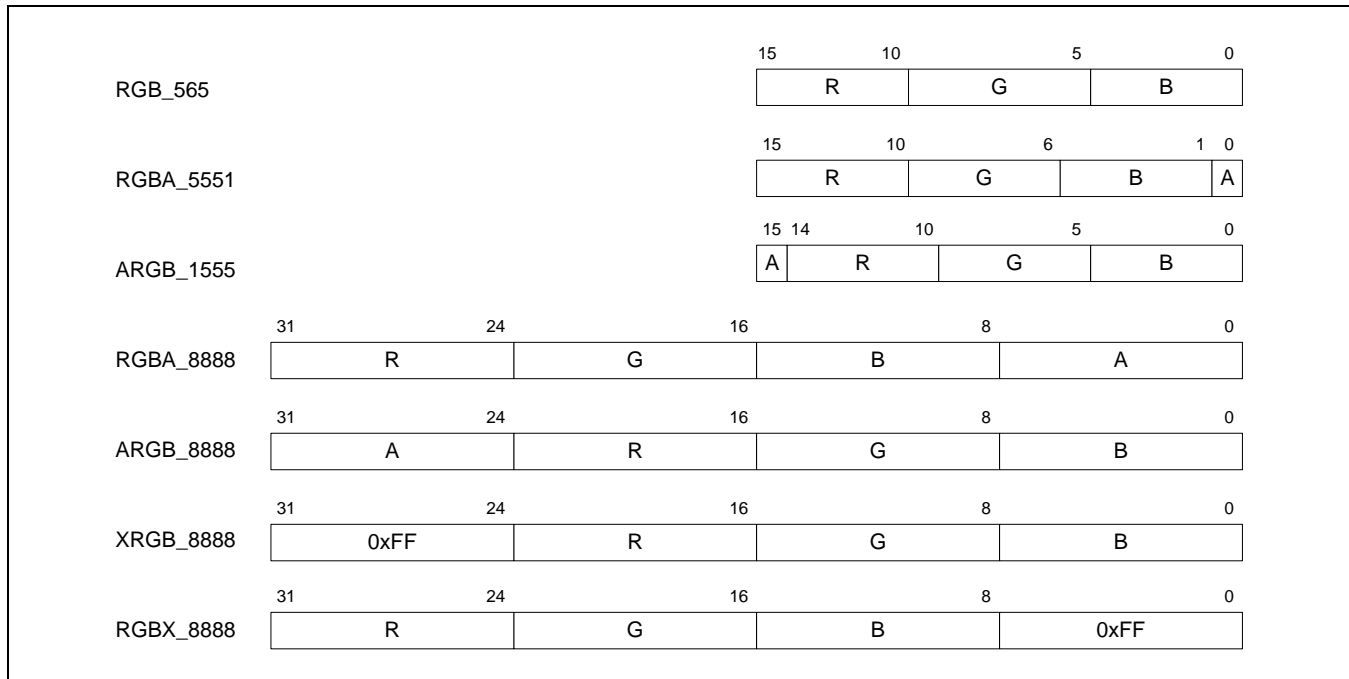 15 10 5 0
RGB_565 R G B
15 10 6 1 0
RGBA_5551 R G B A
15 14 10 5 0
ARGB_1555 A R G B
31 24 16 8 0
RGBA_8888 R G B A
31 24 16 8 0
ARGB_8888 A R G B
31 24 16 8 0
XRGB_8888 0xFF R G B
31 24 16 8 0
RGBX_8888 R G B 0xFF